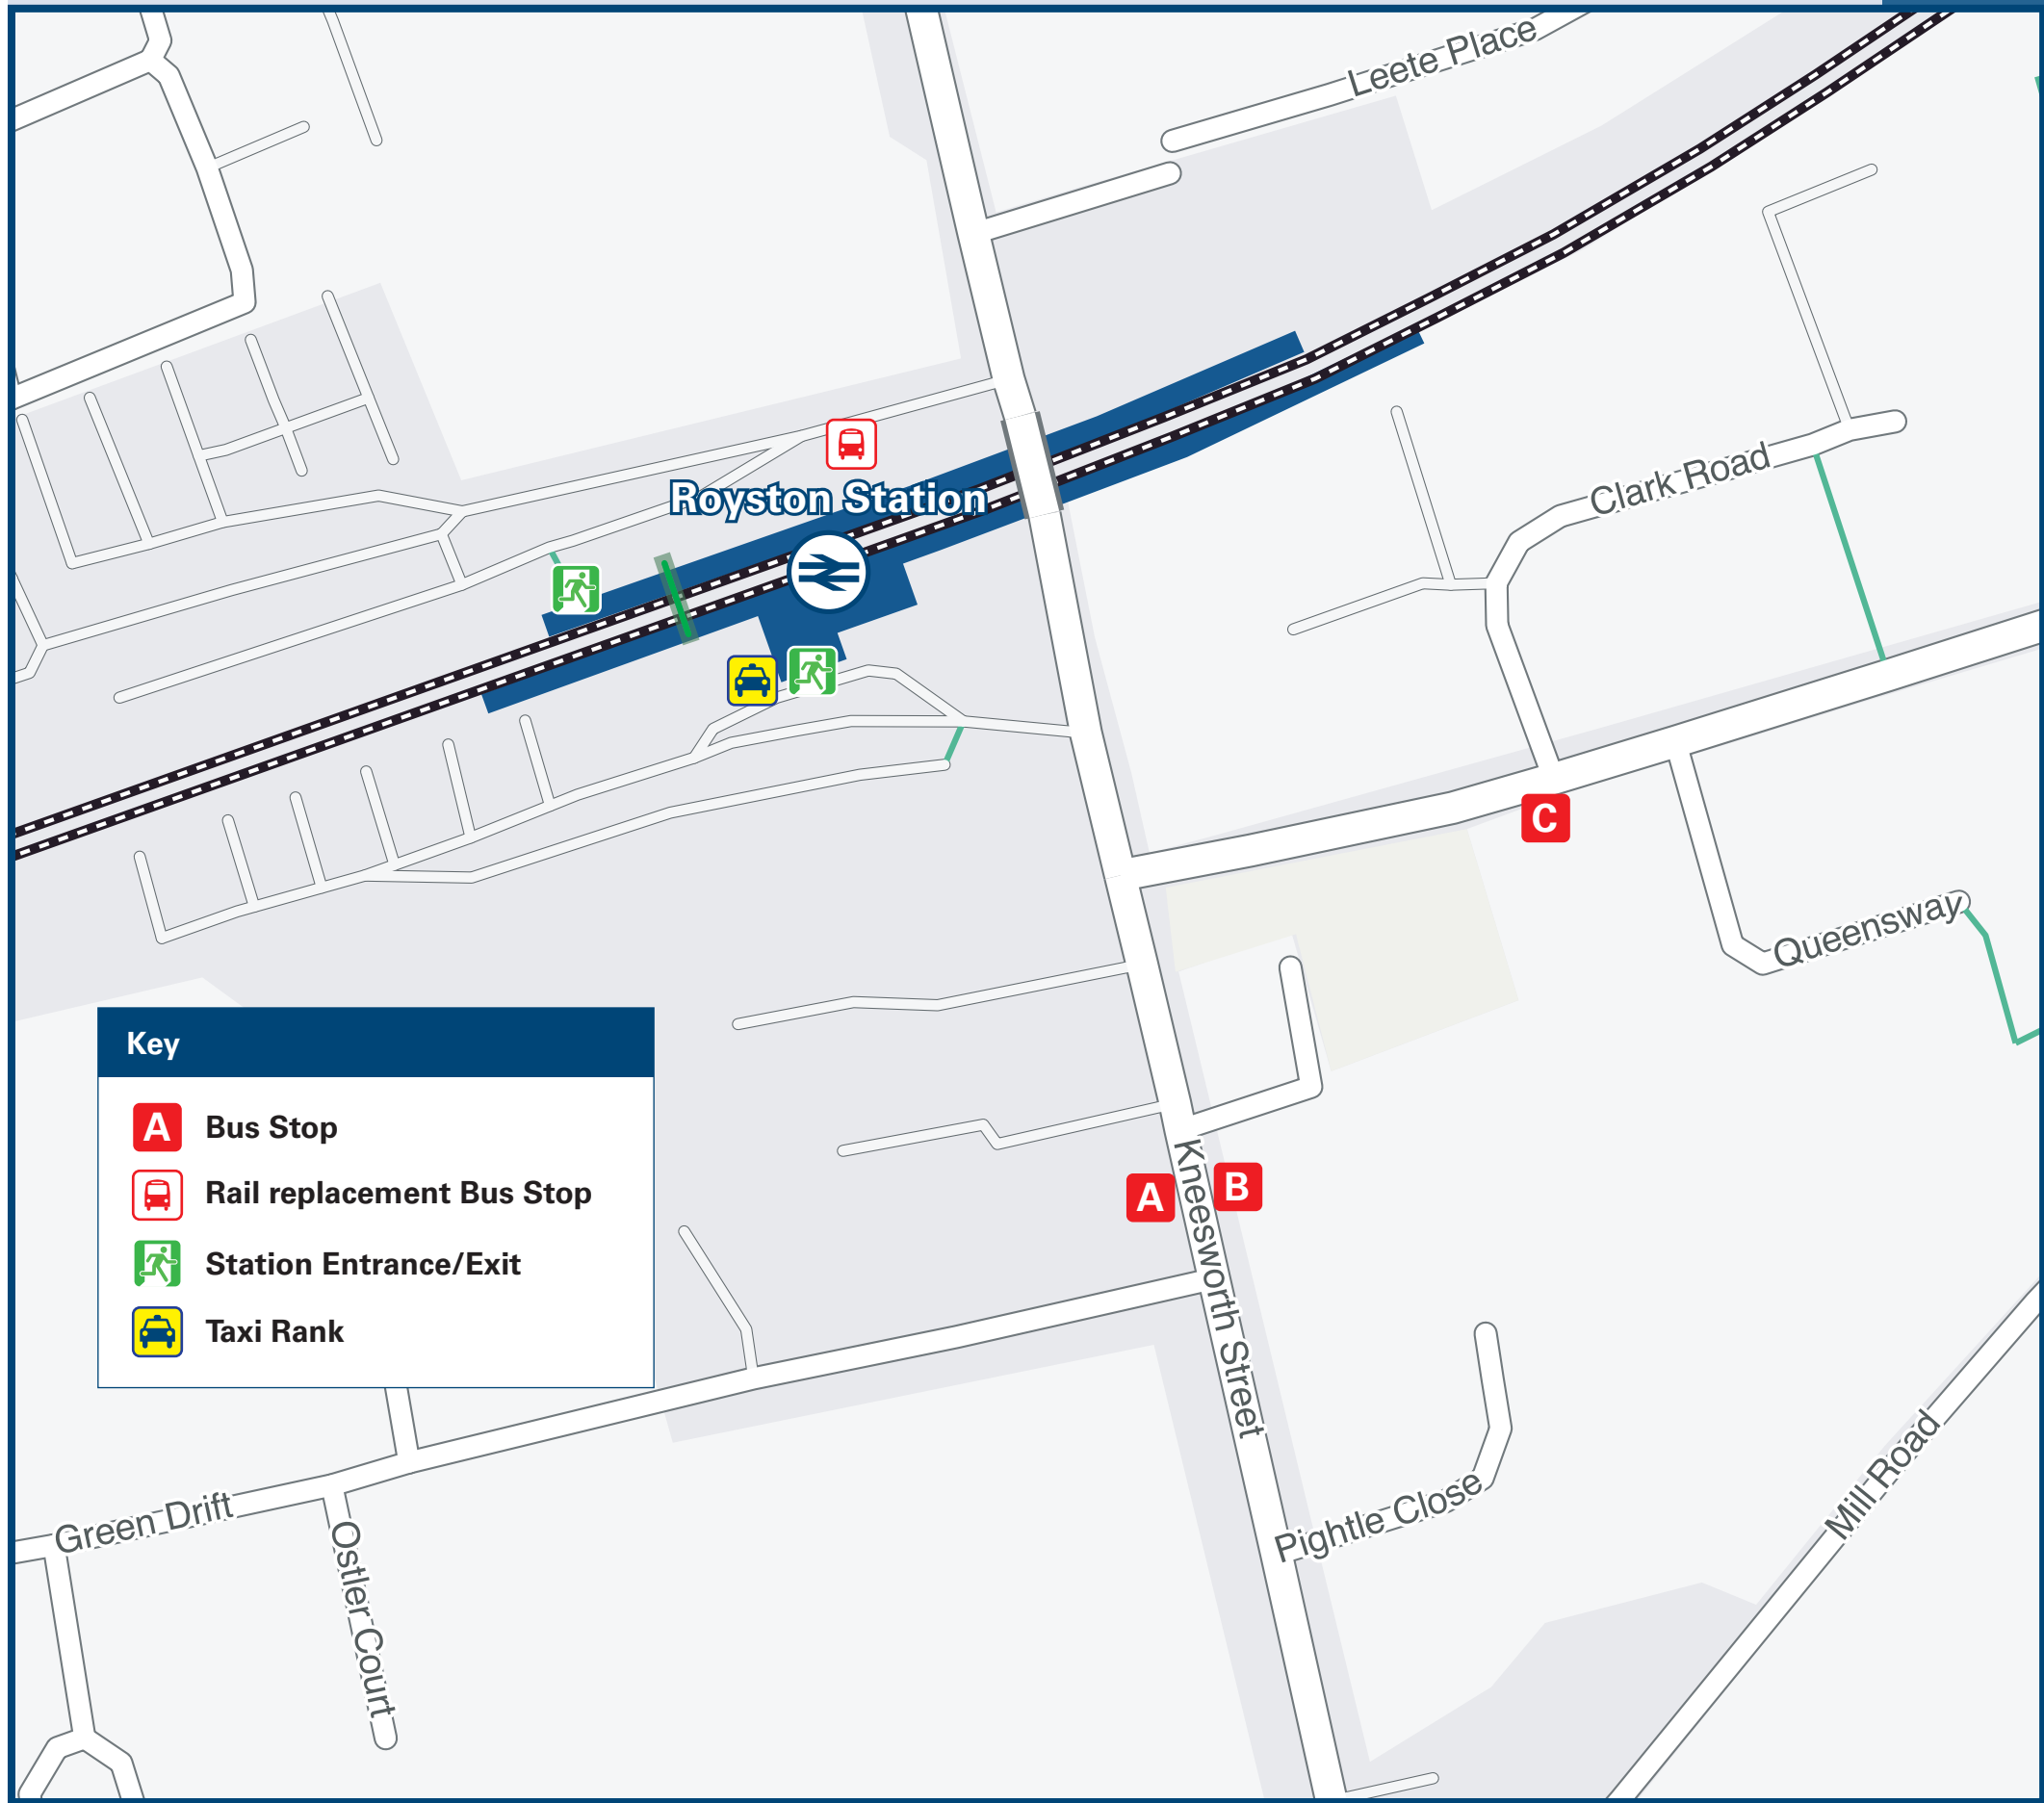 Leete Place
Royston Station
Clark Road
C
Queensway
Key
A Bus Stop
Rail replacement Bus Stop
Station Entrance/Exit
Taxi Rank
A
B
Kneesworth Street
Green Drift
Ostler Court
Pightle Close
Mill Road